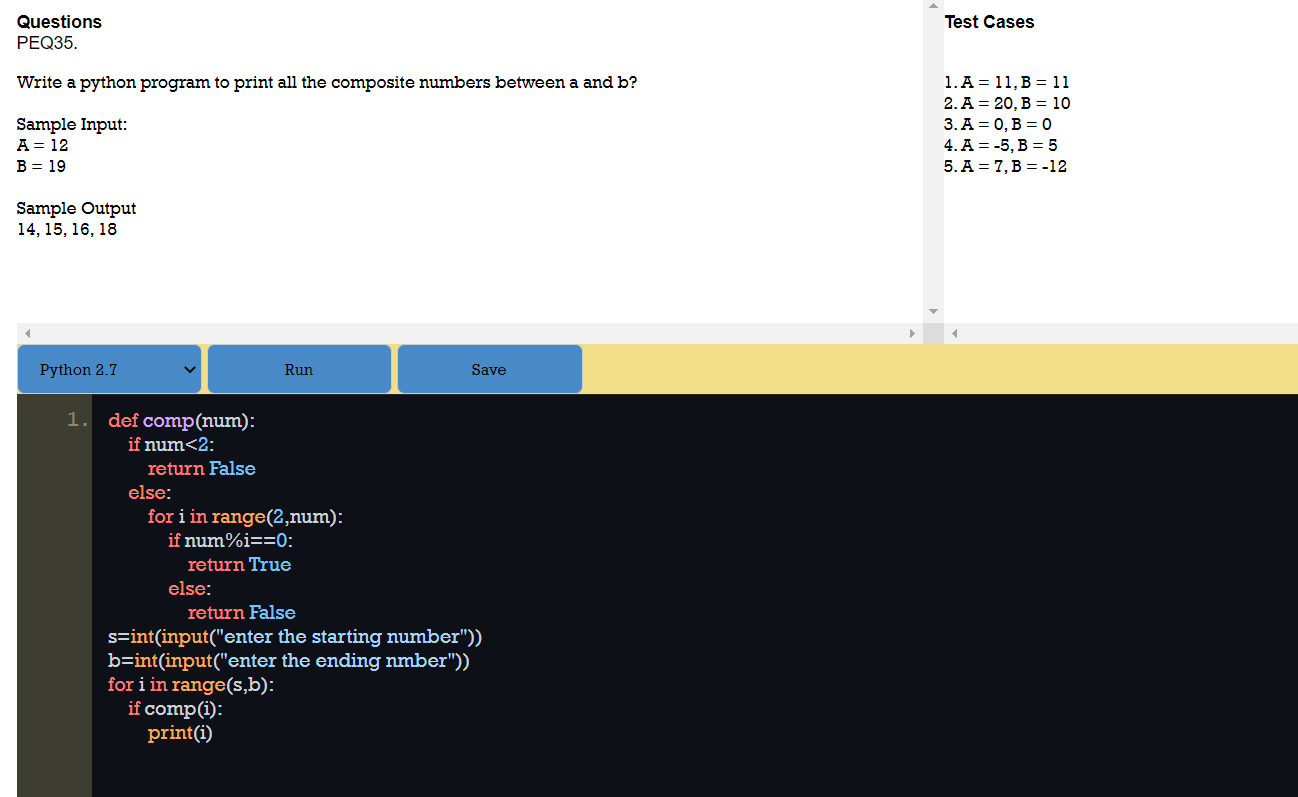 Questions
PEQ35.
Write a python program to print all the composite numbers between a and b?
Sample Input:
A = 12
B = 19
Sample Output
14, 15, 16, 18
Test Cases
1. A = 11, B = 11
2. A = 20, B = 10
3. A = 0, B = 0
4. A = -5, B = 5
5. A = 7, B = -12
Python 2.7
Run
Save
1.
def comp(num):
if num<2:
return False
else:
for i in range(2,num):
if num%i==0:
return True
else:
return False
s=int(input("enter the starting number"))
b=int(input("enter the ending nmber"))
for i in range(s,b):
if comp(i):
print(i)